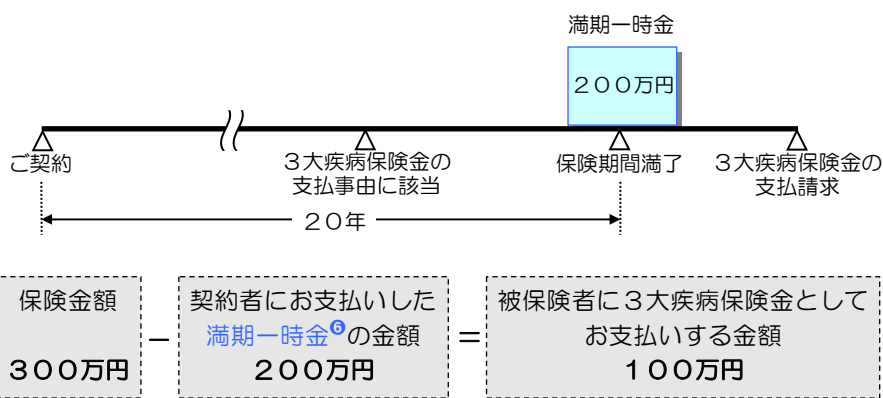 満期一時金
２００万円
ご契約
３大疾病保険金の
支払事由に該当
保険期間満了
３大疾病保険金の
支払請求
２０年
保険金額
３００万円
−
契約者にお支払いした
満期一時金❻の金額
２００万円
＝
被保険者に３大疾病保険金として
お支払いする金額
１００万円